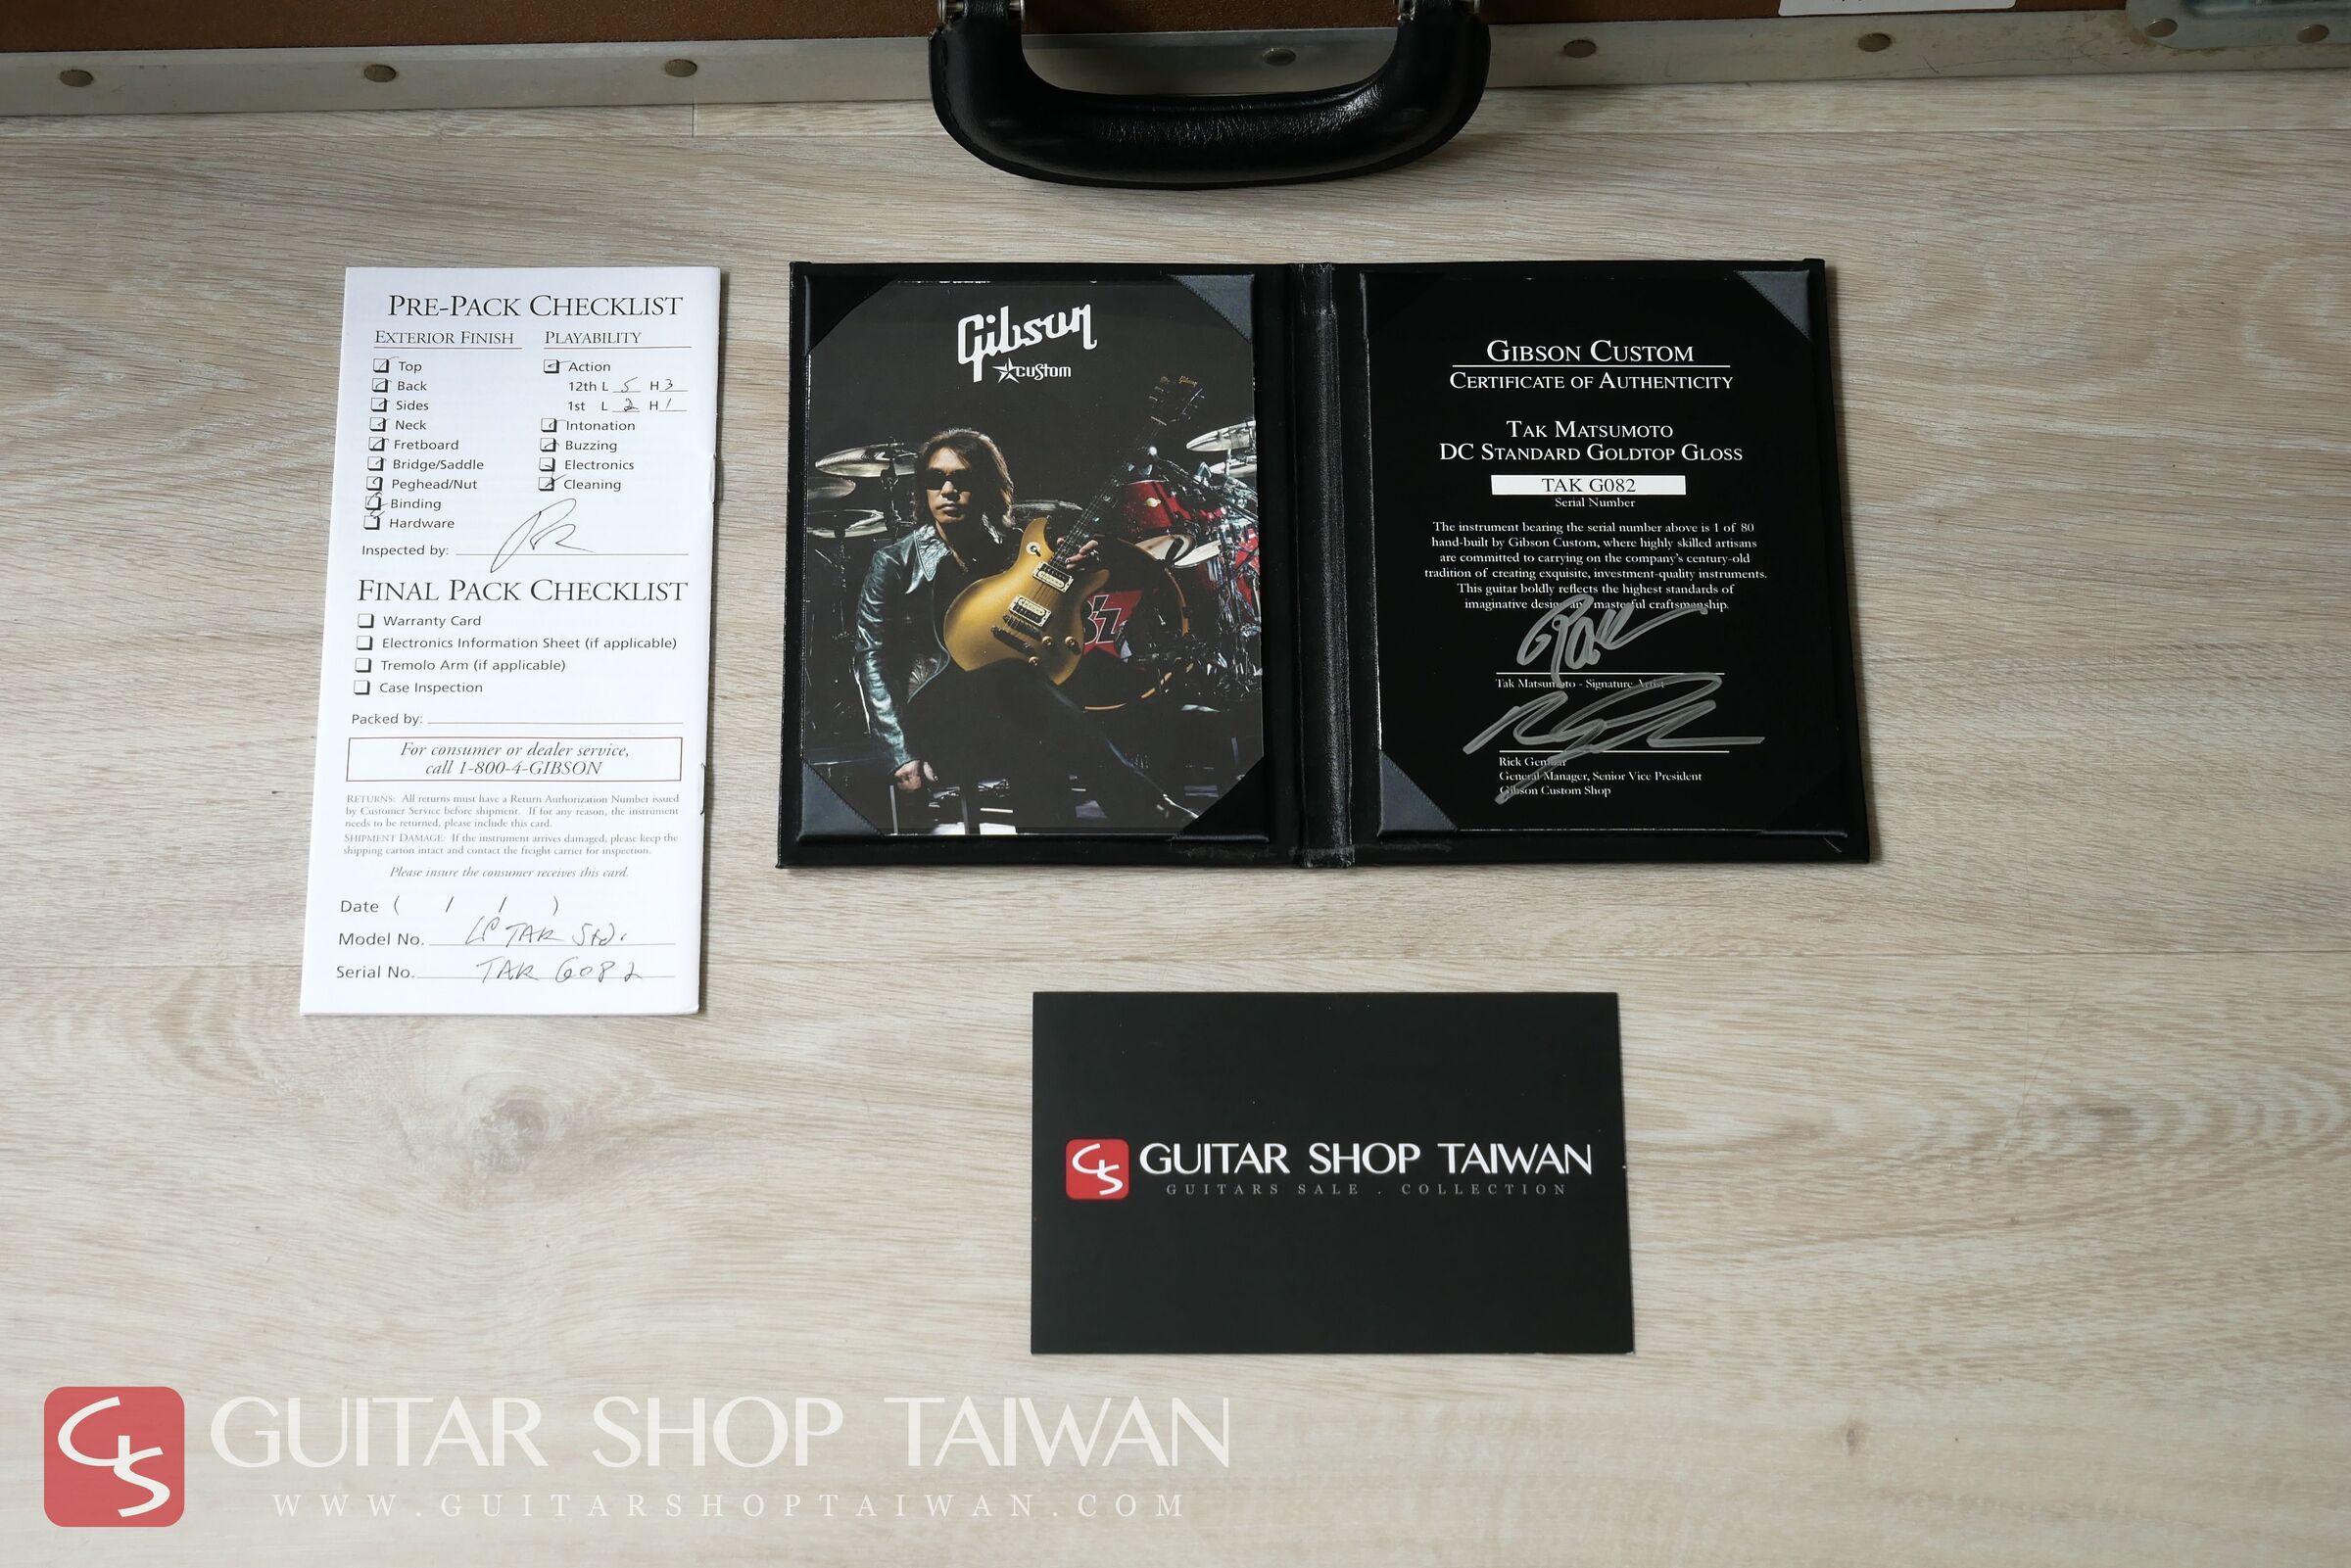 PRE-PACK CHECKLIST
EXTERIOR FINISH PLAYABILITY
Top Action
Back 12th L 5 H 3
Sides 1st L 2 H 1
Neck Intonation
Fretboard Buzzing
Bridge/Saddle Electronics
Peghead/Nut Cleaning
Binding
Hardware
Inspected by:
FINAL PACK CHECKLIST
Warranty Card
Electronics Information Sheet (if applicable)
Tremolo Arm (if applicable)
Case Inspection
Packed by:
For consumer or dealer service,
call 1-800-4-GIBSON
RETURNS: All returns must have a Return Authorization Number issued
by Customer Service before shipment. If for any reason, the instrument
needs to be returned, please include this card.
SHIPMENT DAMAGE: If the instrument arrives damaged, please keep the
shipping carton intact and contact the freight carrier for inspection.
Please insure the consumer receives this card.
Date ( / / )
Model No. LP TAK Std.
Serial No. TAK G082
Gibson
custom
B'z
GIBSON CUSTOM
CERTIFICATE OF AUTHENTICITY
TAK MATSUMOTO
DC STANDARD GOLDTOP GLOSS
TAK G082
Serial Number
The instrument bearing the serial number above is 1 of 80
hand-built by Gibson Custom, where highly skilled artisans
are committed to carrying on the company's century-old
tradition of creating exquisite, investment-quality instruments.
This guitar boldly reflects the highest standards of
imaginative design and masterful craftsmanship.
Tak Matsumoto - Signature Artist
Rick Gembar
General Manager, Senior Vice President
Gibson Custom Shop
GS GUITAR SHOP TAIWAN
GUITARS SALE . COLLECTION
GS GUITAR SHOP TAIWAN
WWW.GUITARSHOPTAIWAN.COM